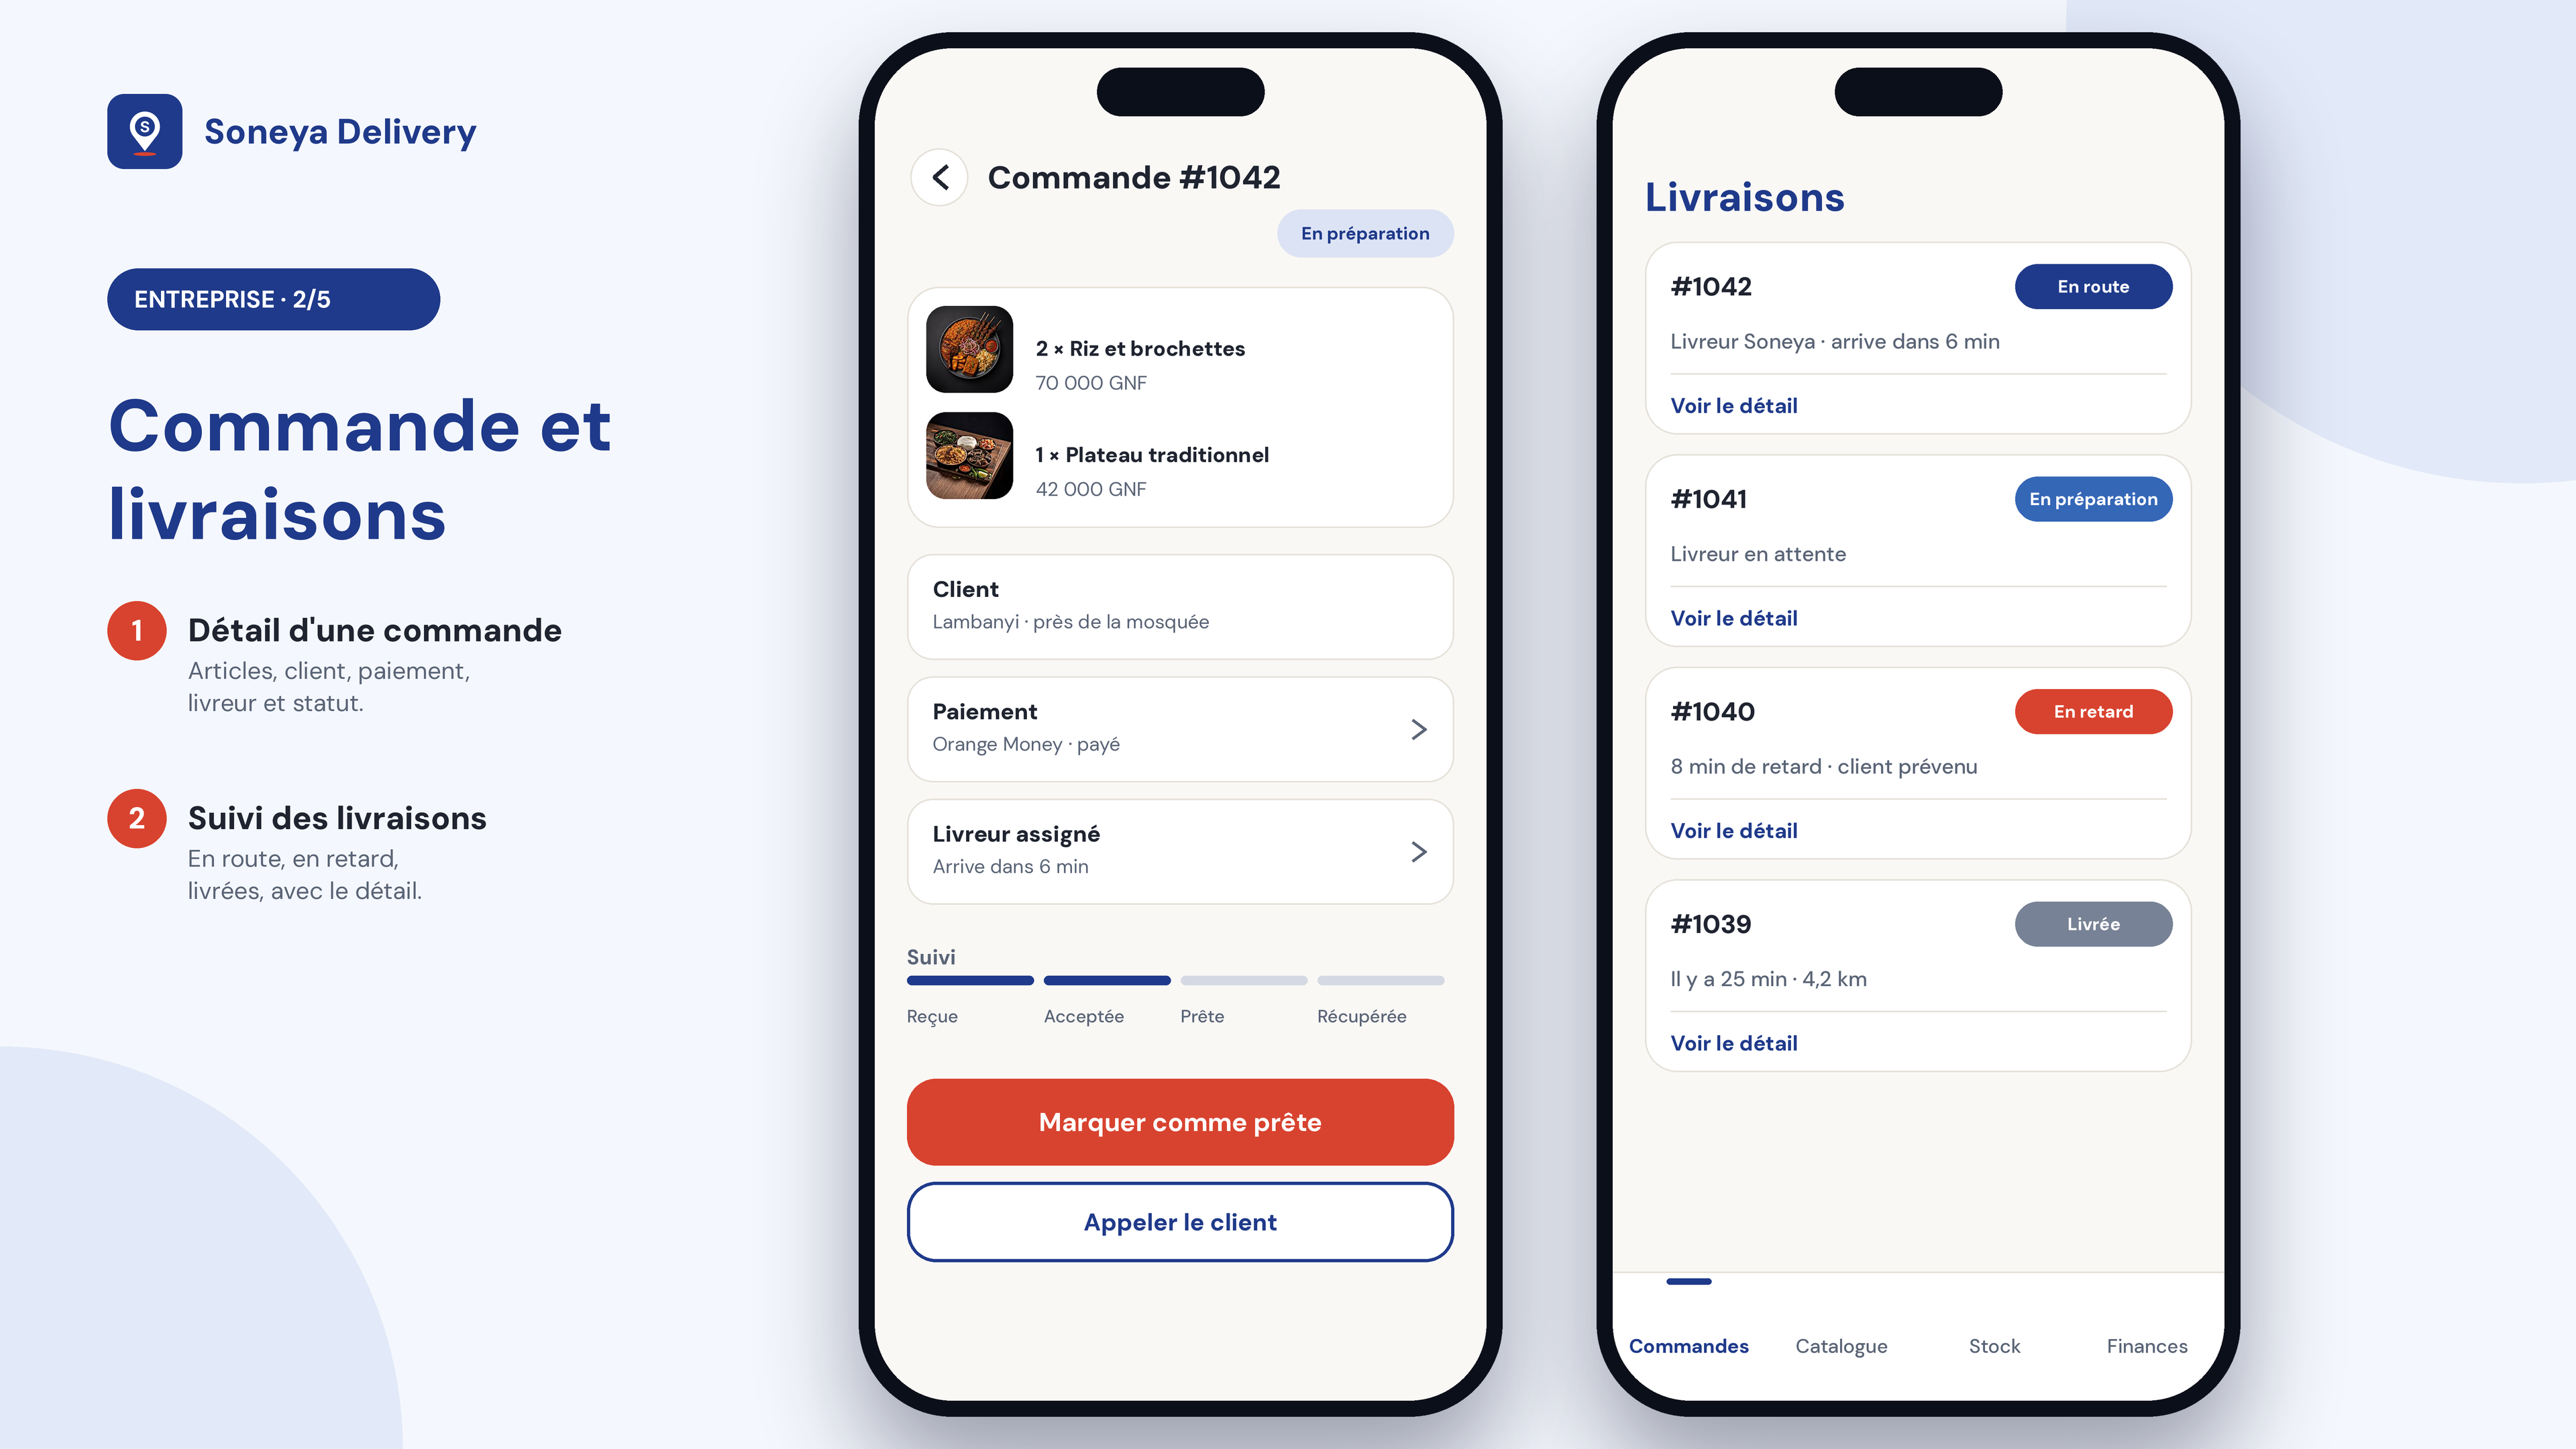 S
Soneya Delivery
ENTREPRISE · 2/5
Commande et
livraisons
1
Détail d'une commande
Articles, client, paiement,
livreur et statut.
2
Suivi des livraisons
En route, en retard,
livrées, avec le détail.
Commande #1042
En préparation
2 × Riz et brochettes
70 000 GNF
1 × Plateau traditionnel
42 000 GNF
Client
Lambanyi · près de la mosquée
Paiement
Orange Money · payé
Livreur assigné
Arrive dans 6 min
Suivi
Reçue Acceptée Prête Récupérée
Marquer comme prête
Appeler le client
Livraisons
#1042 En route
Livreur Soneya · arrive dans 6 min
Voir le détail
#1041 En préparation
Livreur en attente
Voir le détail
#1040 En retard
8 min de retard · client prévenu
Voir le détail
#1039 Livrée
Il y a 25 min · 4,2 km
Voir le détail
Commandes Catalogue Stock Finances